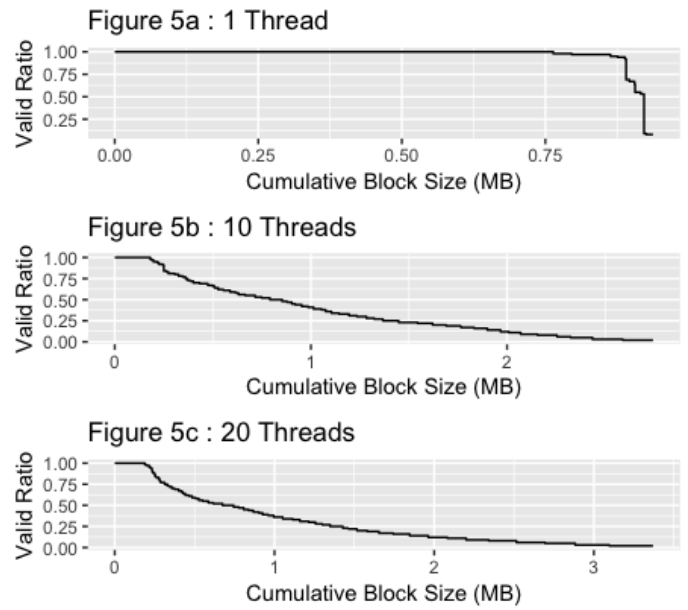 Figure 5a : 1 Thread
Valid Ratio
1.00
0.75
0.50
0.25
0.00 0.25 0.50 0.75
Cumulative Block Size (MB)
Figure 5b : 10 Threads
Valid Ratio
1.00
0.75
0.50
0.25
0.00
0 1 2
Cumulative Block Size (MB)
Figure 5c : 20 Threads
Valid Ratio
1.00
0.75
0.50
0.25
0.00
0 1 2 3
Cumulative Block Size (MB)